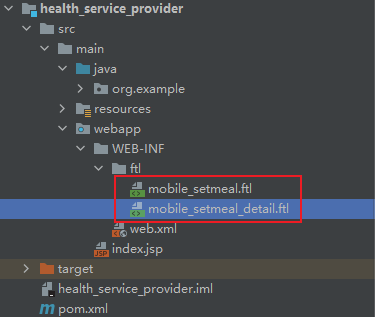 health_service_provider
src
main
java
org.example
resources
webapp
WEB-INF
ftl
mobile_setmeal.ftl
mobile_setmeal_detail.ftl
web.xml
index.jsp
target
health_service_provider.iml
pom.xml